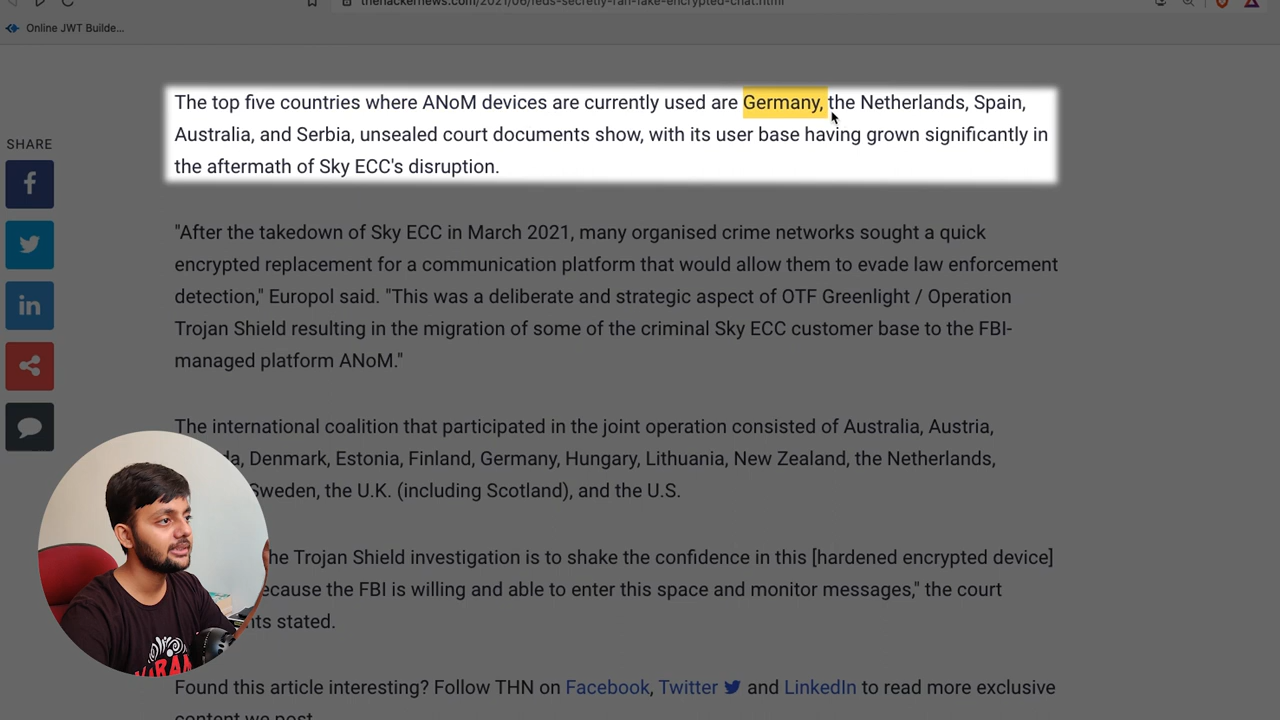 thehackernews.com/2021/06/feds-secretly-ran-fake-encrypted-chat.html
Online JWT Builde...
The top five countries where ANoM devices are currently used are Germany, the Netherlands, Spain,
Australia, and Serbia, unsealed court documents show, with its user base having grown significantly in
the aftermath of Sky ECC's disruption.
SHARE
"After the takedown of Sky ECC in March 2021, many organised crime networks sought a quick
encrypted replacement for a communication platform that would allow them to evade law enforcement
detection," Europol said. "This was a deliberate and strategic aspect of OTF Greenlight / Operation
Trojan Shield resulting in the migration of some of the criminal Sky ECC customer base to the FBI-
managed platform ANoM."
The international coalition that participated in the joint operation consisted of Australia, Austria,
Denmark, Estonia, Finland, Germany, Hungary, Lithuania, New Zealand, the Netherlands,
Sweden, the U.K. (including Scotland), and the U.S.
Trojan Shield investigation is to shake the confidence in this [hardened encrypted device]
because the FBI is willing and able to enter this space and monitor messages," the court
stated.
Found this article interesting? Follow THN on Facebook, Twitter and LinkedIn to read more exclusive
content we post.